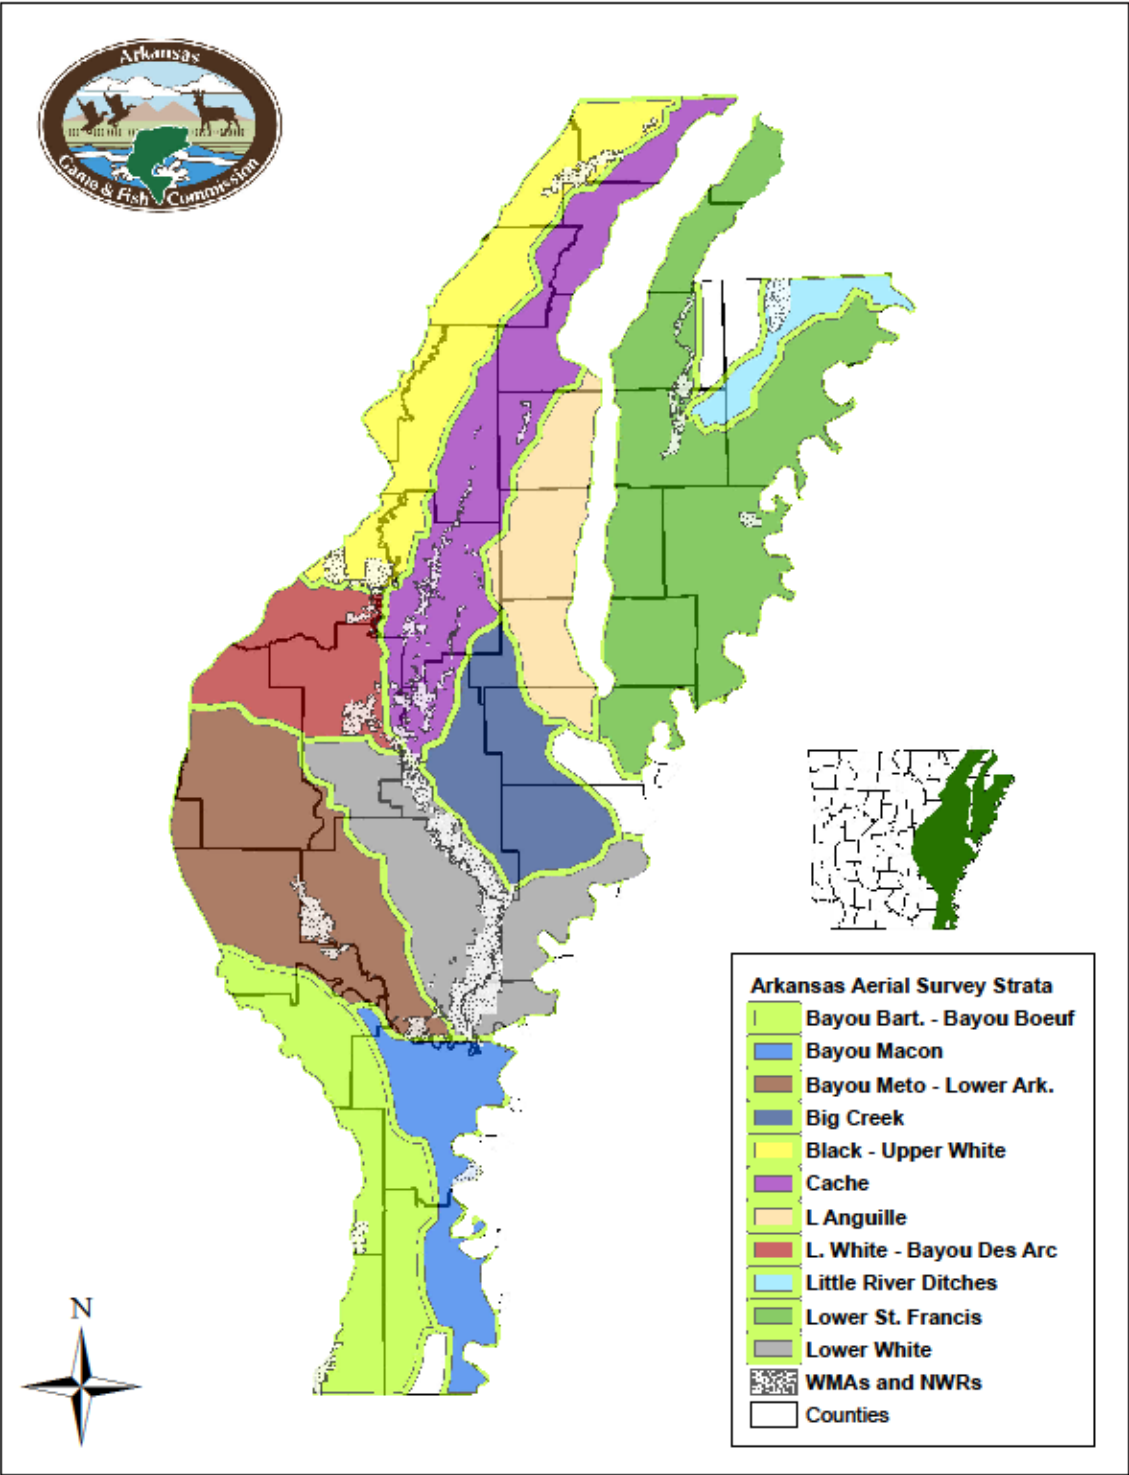 Arkansas
Game & Fish Commission
Arkansas Aerial Survey Strata
Bayou Bart. - Bayou Boeuf
Bayou Macon
Bayou Meto - Lower Ark.
Big Creek
Black - Upper White
Cache
L Anguille
L. White - Bayou Des Arc
Little River Ditches
Lower St. Francis
Lower White
WMAs and NWRs
Counties
N